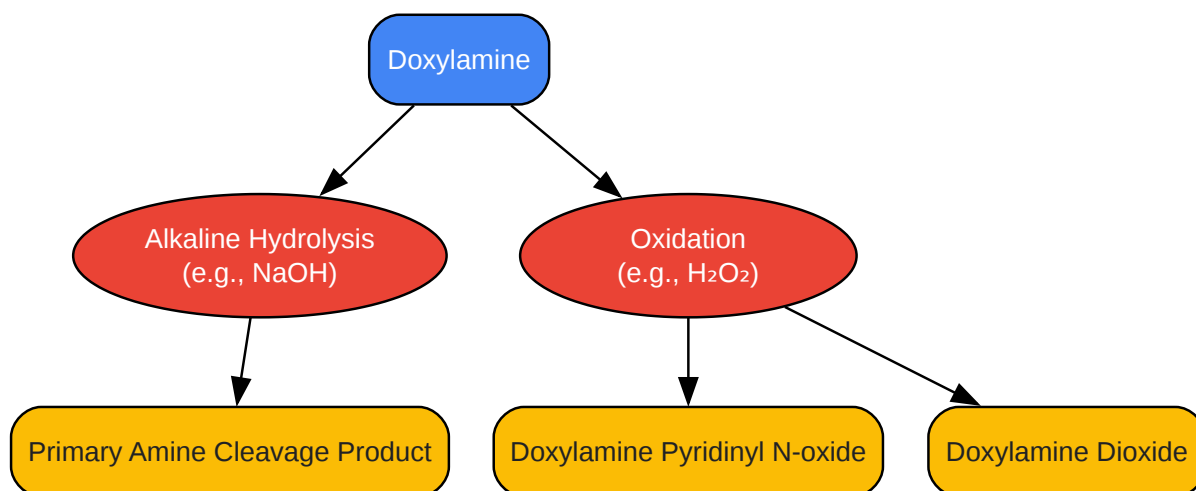 Doxylamine
Alkaline Hydrolysis
(e.g., NaOH)
Oxidation
(e.g., H₂O₂)
Primary Amine Cleavage Product
Doxylamine Pyridinyl N-oxide
Doxylamine Dioxide